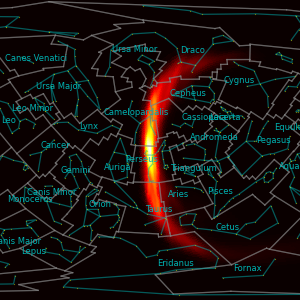 Ursa Minor
Draco
Canes Venatici
Cygnus
Ursa Major
Cepheus
Leo Minor
Camelopardalis
Cassiopeia
Lacerta
Leo
Lynx
Andromeda
Pegasus
Cancer
Perseus
Auriga
Triangulum
Gemini
Canis Minor
Aries
Pisces
Monoceros
Orion
Taurus
Cetus
Canis Major
Lepus
Eridanus
Fornax